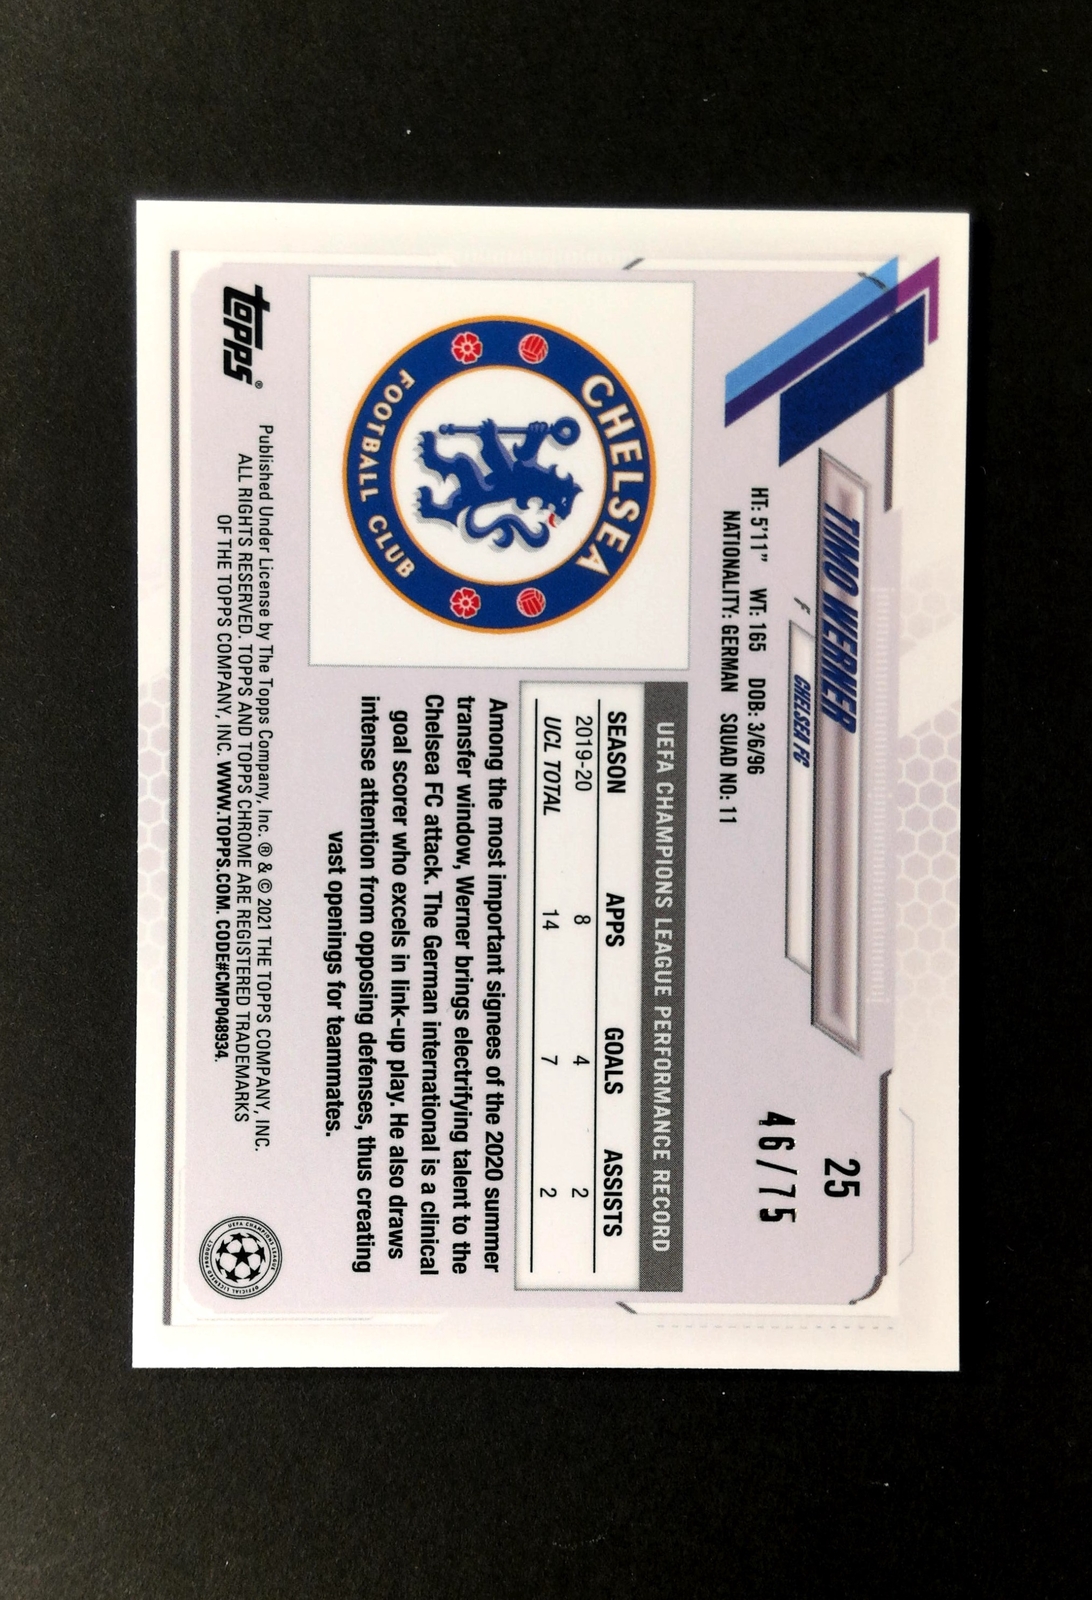 25
46/75
TIMO WERNER
F CHELSEA FC
HT: 5'11" WT: 165 DOB: 3/6/96
NATIONALITY: GERMAN SQUAD NO: 11
CHELSEA
FOOTBALL CLUB
UEFA CHAMPIONS LEAGUE PERFORMANCE RECORD
SEASON APPS GOALS ASSISTS
2019-20 8 4 2
UCL TOTAL 14 7 2
Among the most important signees of the 2020 summer
transfer window, Werner brings electrifying talent to the
Chelsea FC attack. The German international is a clinical
goal scorer who excels in link-up play. He also draws
intense attention from opposing defenses, thus creating
vast openings for teammates.
topps®
Published Under License by The Topps Company, Inc. ® & © 2021 THE TOPPS COMPANY, INC.
ALL RIGHTS RESERVED. TOPPS AND TOPPS CHROME ARE REGISTERED TRADEMARKS
OF THE TOPPS COMPANY, INC. WWW.TOPPS.COM. CODE#CMP048934.
UEFA CHAMPIONS LEAGUE
OFFICIAL LICENSED PRODUCT